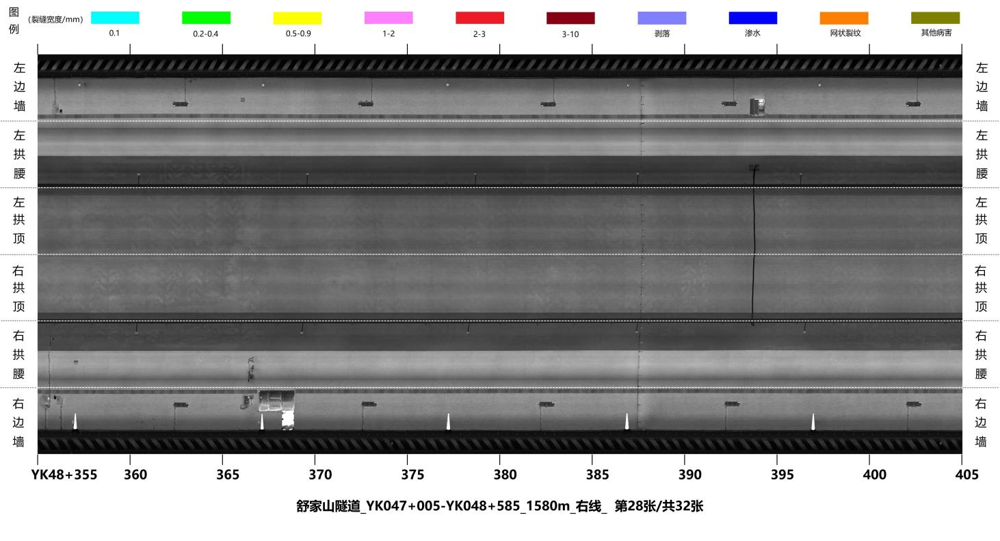 图例 (裂缝宽度/mm)
0.1 0.2-0.4 0.5-0.9 1-2 2-3 3-10 剥落 渗水 网状裂纹 其他病害
左边墙 左边墙
左拱腰 左拱腰
左拱顶 左拱顶
右拱顶 右拱顶
右拱腰 右拱腰
右边墙 右边墙
YK48+355 360 365 370 375 380 385 390 395 400 405
舒家山隧道_YK047+005-YK048+585_1580m_右线_ 第28张/共32张